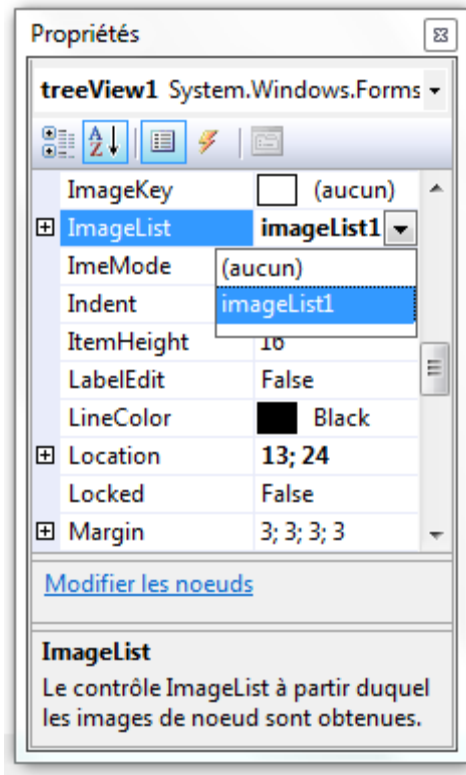 Propriétés
treeView1 System.Windows.Forms
A
Z
ImageKey (aucun)
ImageList imageList1
ImeMode (aucun)
Indent imageList1
ItemHeight 16
LabelEdit False
LineColor Black
Location 13; 24
Locked False
Margin 3; 3; 3; 3
Modifier les noeuds
ImageList
Le contrôle ImageList à partir duquel
les images de noeud sont obtenues.